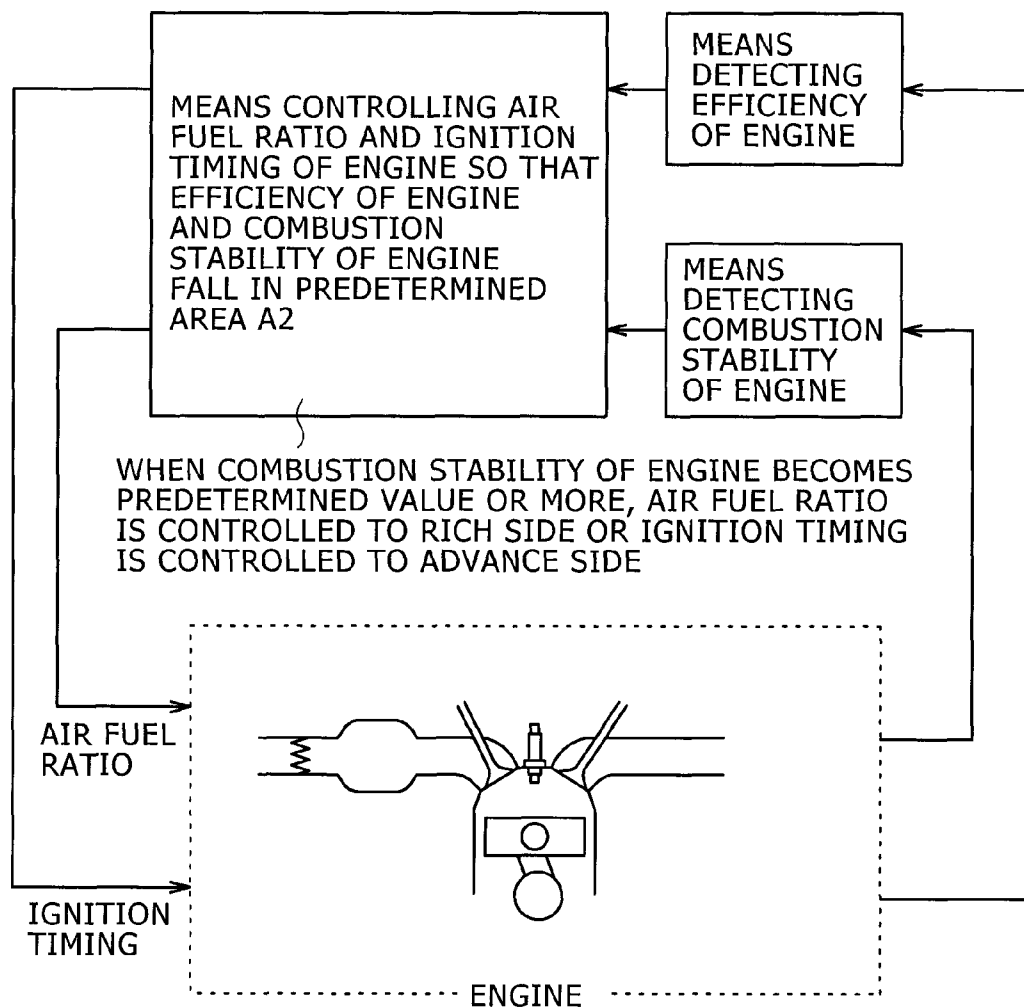 MEANS CONTROLLING AIR
FUEL RATIO AND IGNITION
TIMING OF ENGINE SO THAT
EFFICIENCY OF ENGINE
AND COMBUSTION
STABILITY OF ENGINE
FALL IN PREDETERMINED
AREA A2
MEANS
DETECTING
EFFICIENCY
OF ENGINE
MEANS
DETECTING
COMBUSTION
STABILITY
OF ENGINE
WHEN COMBUSTION STABILITY OF ENGINE BECOMES
PREDETERMINED VALUE OR MORE, AIR FUEL RATIO
IS CONTROLLED TO RICH SIDE OR IGNITION TIMING
IS CONTROLLED TO ADVANCE SIDE
AIR FUEL
RATIO
IGNITION
TIMING
ENGINE